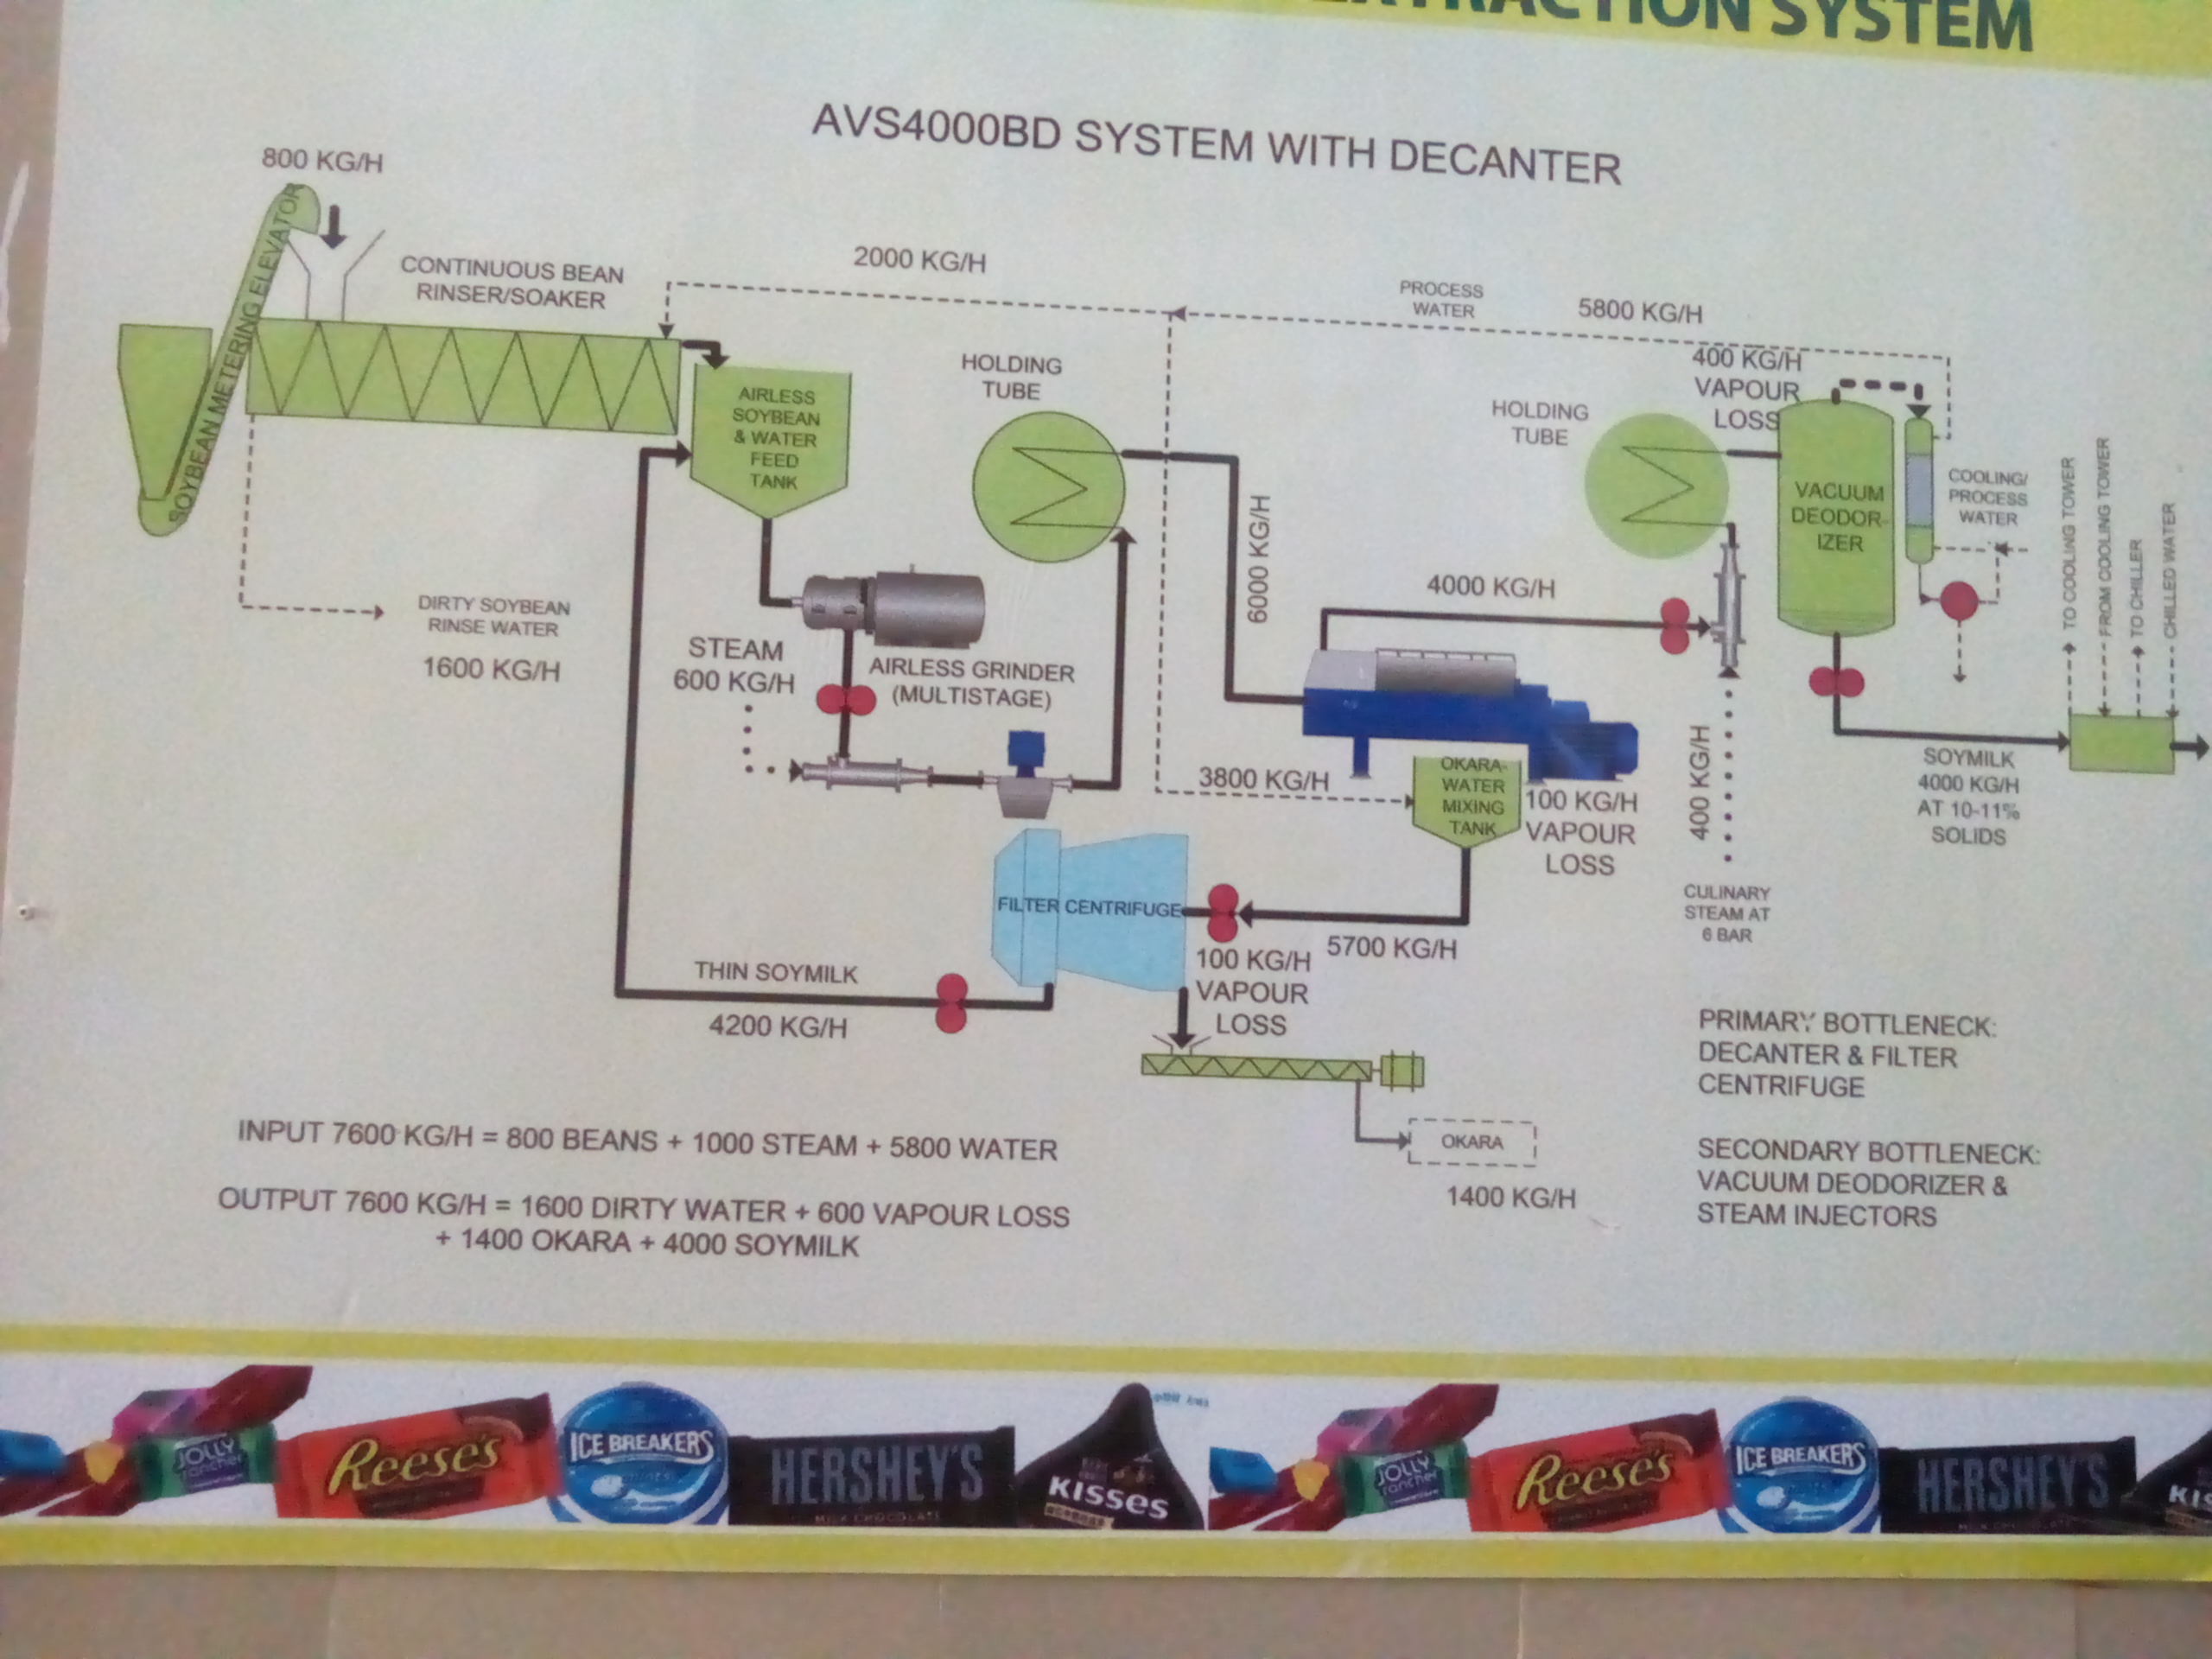 EXTRACTION SYSTEM
AVS4000BD SYSTEM WITH DECANTER
800 KG/H
SOYBEAN METERING ELEVATOR
CONTINUOUS BEAN
RINSER/SOAKER
2000 KG/H
PROCESS
WATER
5800 KG/H
AIRLESS
SOYBEAN
& WATER
FEED
TANK
HOLDING
TUBE
HOLDING
TUBE
400 KG/H
VAPOUR
LOSS
VACUUM
DEODOR-
IZER
COOLING/
PROCESS
WATER
TO COOLING TOWER
FROM COOLING TOWER
TO CHILLER
CHILLED WATER
DIRTY SOYBEAN
RINSE WATER
1600 KG/H
STEAM
600 KG/H
AIRLESS GRINDER
(MULTISTAGE)
6000 KG/H
4000 KG/H
3800 KG/H
OKARA-
WATER
MIXING
TANK
100 KG/H
VAPOUR
LOSS
400 KG/H
CULINARY
STEAM AT
6 BAR
SOYMILK
4000 KG/H
AT 10-11%
SOLIDS
FILTER CENTRIFUGE
5700 KG/H
100 KG/H
VAPOUR
LOSS
THIN SOYMILK
4200 KG/H
OKARA
1400 KG/H
PRIMARY BOTTLENECK:
DECANTER & FILTER
CENTRIFUGE
SECONDARY BOTTLENECK:
VACUUM DEODORIZER &
STEAM INJECTORS
INPUT 7600 KG/H = 800 BEANS + 1000 STEAM + 5800 WATER
OUTPUT 7600 KG/H = 1600 DIRTY WATER + 600 VAPOUR LOSS
+ 1400 OKARA + 4000 SOYMILK
JOLLY
rancher
Reese's
ICE BREAKERS
HERSHEY'S
MILK CHOCOLATE
KISSES
JOLLY
rancher
Reese's
ICE BREAKERS
HERSHEY'S
MILK CHOCOLATE
KIS